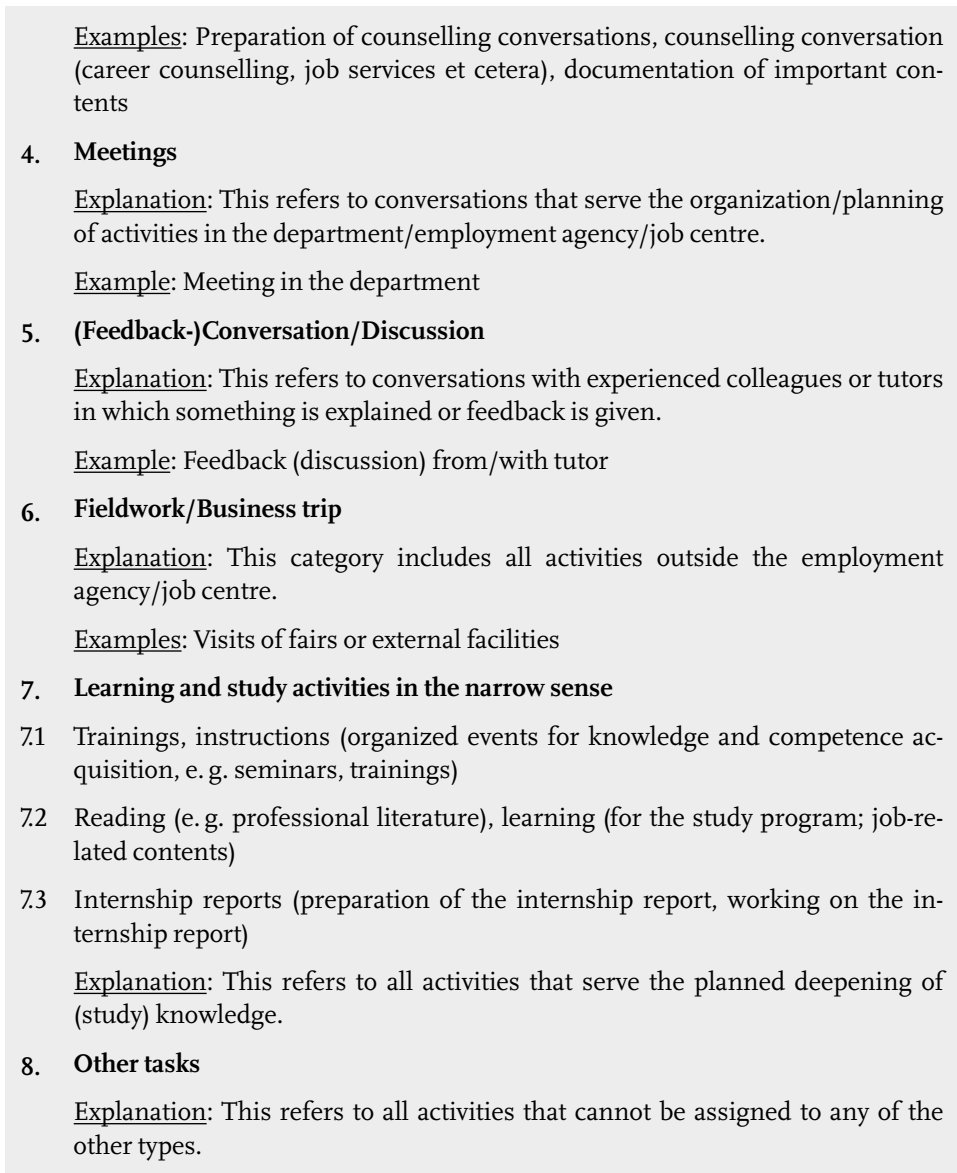 Examples: Preparation of counselling conversations, counselling conversation
(career counselling, job services et cetera), documentation of important con-
tents
4. Meetings
Explanation: This refers to conversations that serve the organization/planning
of activities in the department/employment agency/job centre.
Example: Meeting in the department
5. (Feedback-)Conversation/Discussion
Explanation: This refers to conversations with experienced colleagues or tutors
in which something is explained or feedback is given.
Example: Feedback (discussion) from/with tutor
6. Fieldwork/Business trip
Explanation: This category includes all activities outside the employment
agency/job centre.
Examples: Visits of fairs or external facilities
7. Learning and study activities in the narrow sense
7.1 Trainings, instructions (organized events for knowledge and competence ac-
quisition, e. g. seminars, trainings)
7.2 Reading (e. g. professional literature), learning (for the study program; job-re-
lated contents)
7.3 Internship reports (preparation of the internship report, working on the in-
ternship report)
Explanation: This refers to all activities that serve the planned deepening of
(study) knowledge.
8. Other tasks
Explanation: This refers to all activities that cannot be assigned to any of the
other types.